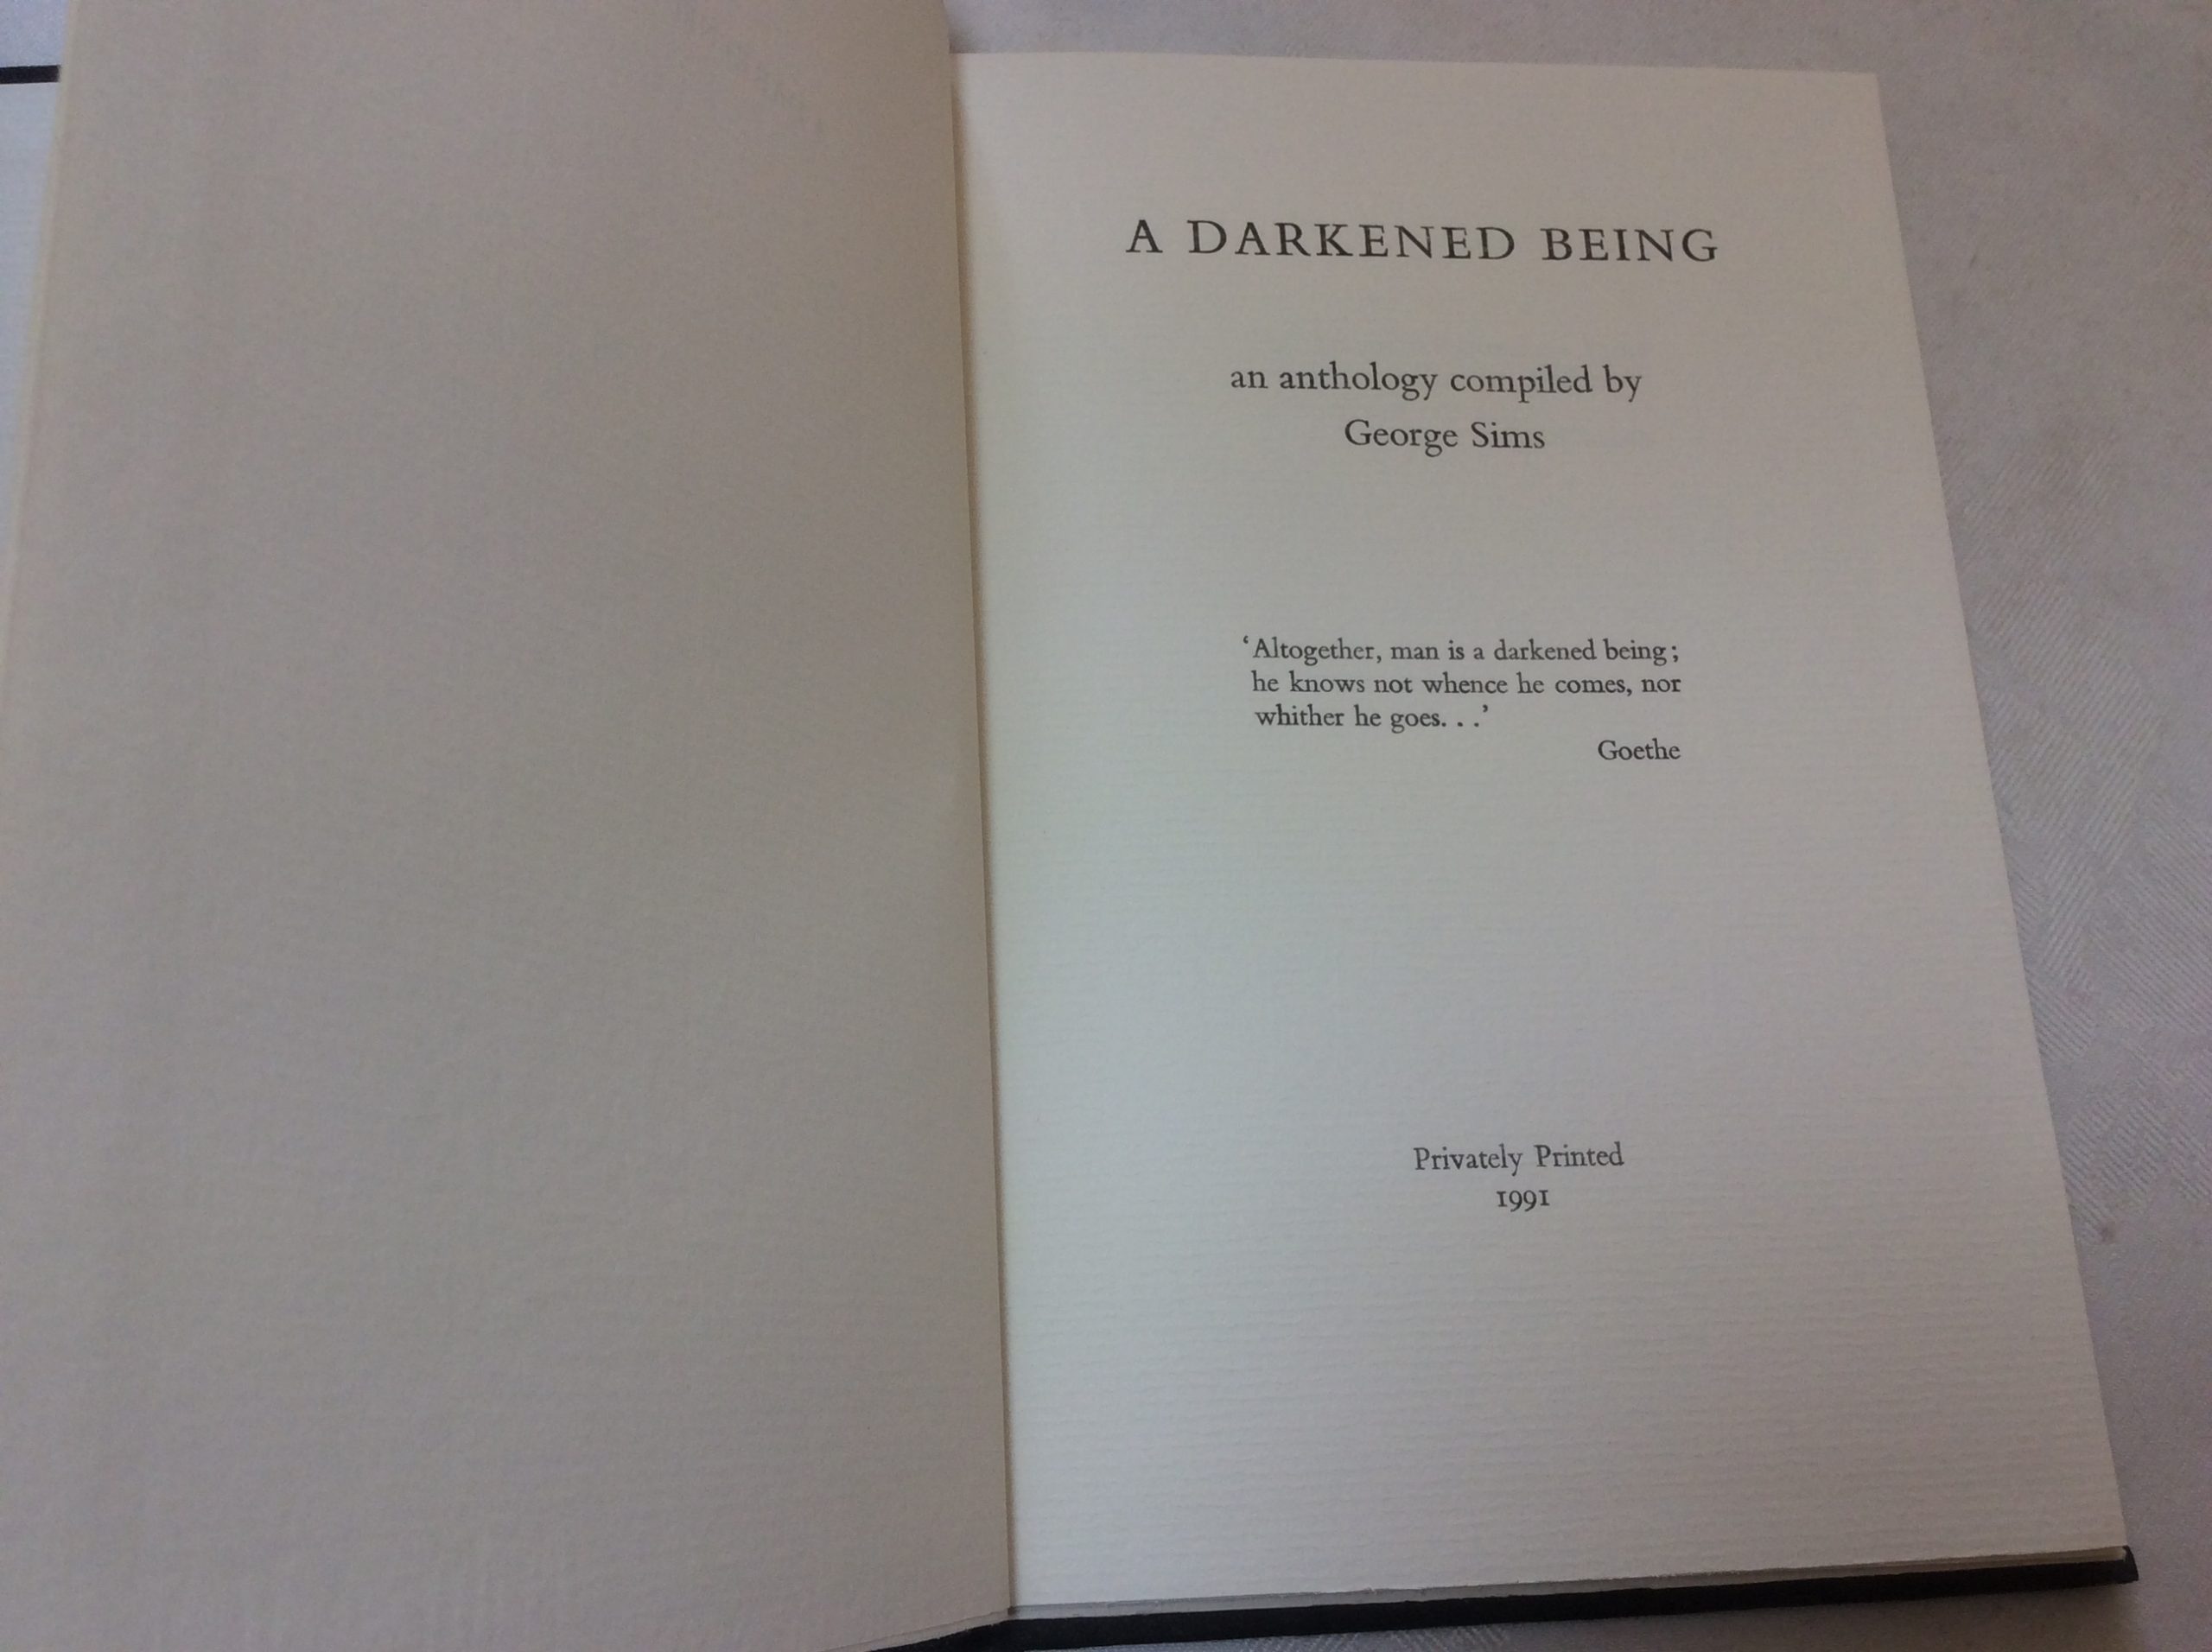 A DARKENED BEING
an anthology compiled by
George Sims
‘Altogether, man is a darkened being;
he knows not whence he comes, nor
whither he goes. . .’
Goethe
Privately Printed
1991